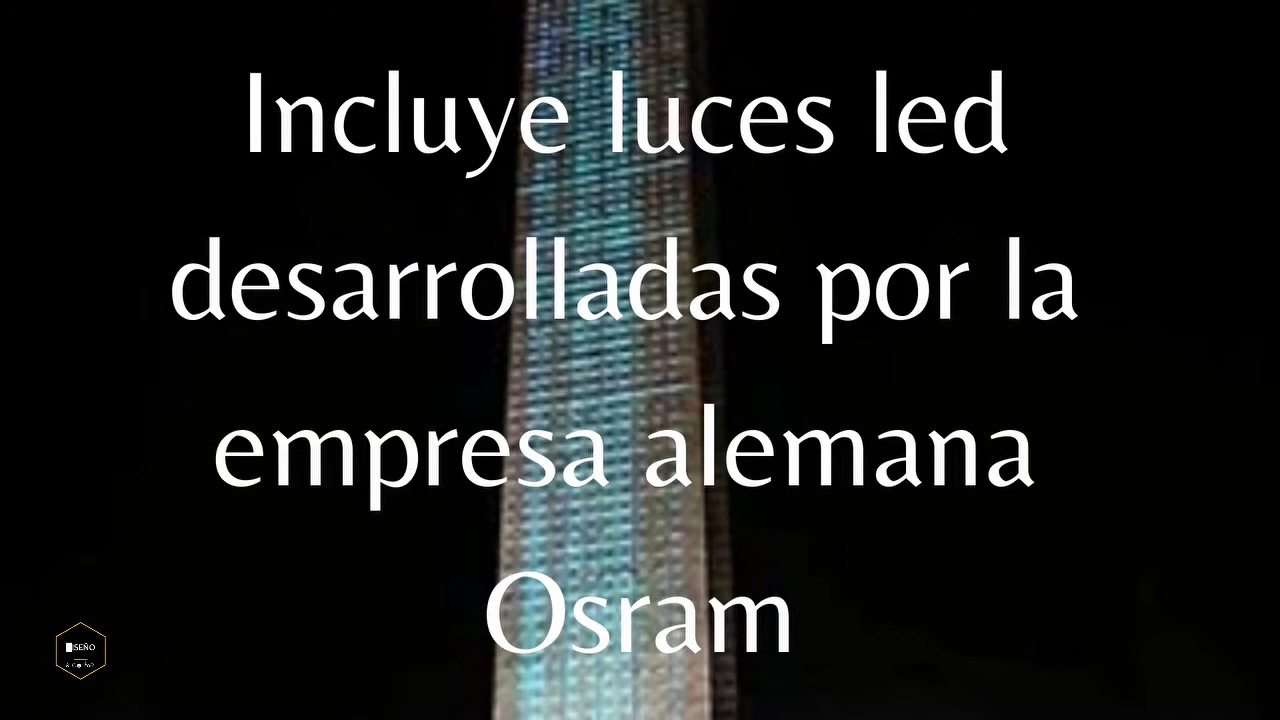 Incluye luces led
desarrolladas por la
empresa alemana
Osram